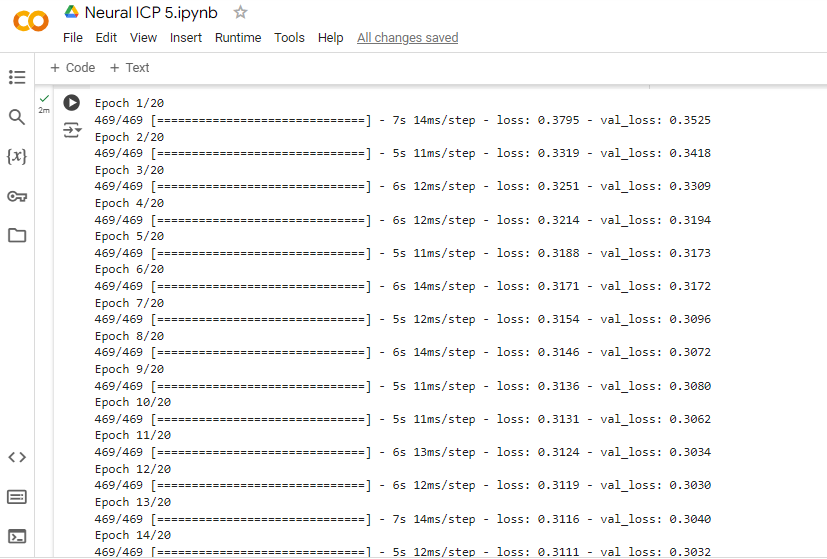 Neural ICP 5.ipynb
File Edit View Insert Runtime Tools Help All changes saved
+ Code + Text
2m
Epoch 1/20
469/469 [==============================] - 7s 14ms/step - loss: 0.3795 - val_loss: 0.3525
Epoch 2/20
469/469 [==============================] - 5s 11ms/step - loss: 0.3319 - val_loss: 0.3418
Epoch 3/20
469/469 [==============================] - 6s 12ms/step - loss: 0.3251 - val_loss: 0.3309
Epoch 4/20
469/469 [==============================] - 6s 12ms/step - loss: 0.3214 - val_loss: 0.3194
Epoch 5/20
469/469 [==============================] - 5s 11ms/step - loss: 0.3188 - val_loss: 0.3173
Epoch 6/20
469/469 [==============================] - 6s 14ms/step - loss: 0.3171 - val_loss: 0.3172
Epoch 7/20
469/469 [==============================] - 5s 12ms/step - loss: 0.3154 - val_loss: 0.3096
Epoch 8/20
469/469 [==============================] - 6s 14ms/step - loss: 0.3146 - val_loss: 0.3072
Epoch 9/20
469/469 [==============================] - 5s 11ms/step - loss: 0.3136 - val_loss: 0.3080
Epoch 10/20
469/469 [==============================] - 5s 11ms/step - loss: 0.3131 - val_loss: 0.3062
Epoch 11/20
469/469 [==============================] - 6s 13ms/step - loss: 0.3124 - val_loss: 0.3034
Epoch 12/20
469/469 [==============================] - 6s 12ms/step - loss: 0.3119 - val_loss: 0.3030
Epoch 13/20
469/469 [==============================] - 7s 14ms/step - loss: 0.3116 - val_loss: 0.3040
Epoch 14/20
469/469 [==============================] - 5s 12ms/step - loss: 0.3111 - val_loss: 0.3032